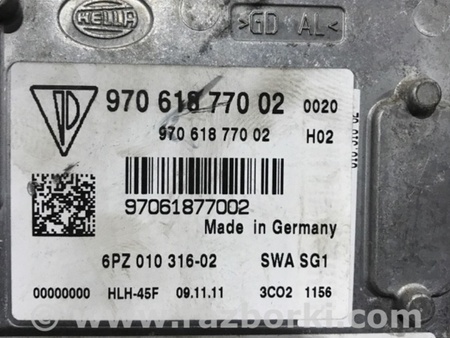 HELLA
>GD AL<
PD 970 618 770 02 0020
970 618 770 02 H02
97061877002
Made in Germany
6PZ 010 316-02 SWA SG1
00000000 HLH-45F 09.11.11 3CO2 1156
www.razborki.com